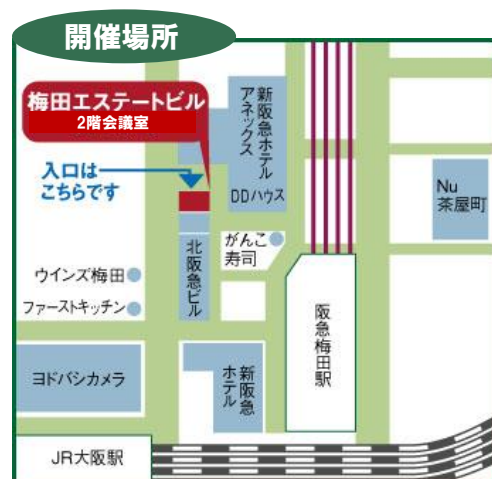 開催場所
梅田エステートビル
2階会議室
入口は
こちらです
新阪急ホテル
アネックス
DDハウス
Nu
茶屋町
がんこ
寿司
北阪急ビル
ウインズ梅田
ファーストキッチン
阪急梅田駅
ヨドバシカメラ
新阪急
ホテル
JR大阪駅